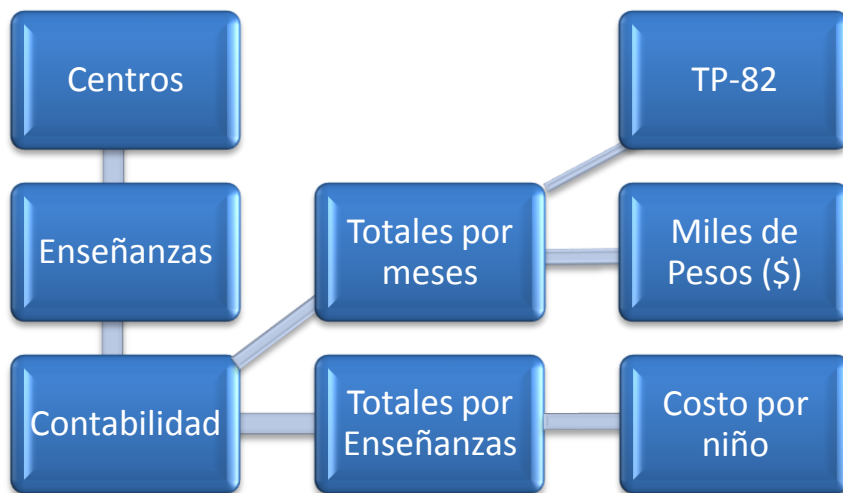 Centros
TP-82
Enseñanzas
Totales por
meses
Miles de
Pesos ($)
Contabilidad
Totales por
Enseñanzas
Costo por
niño